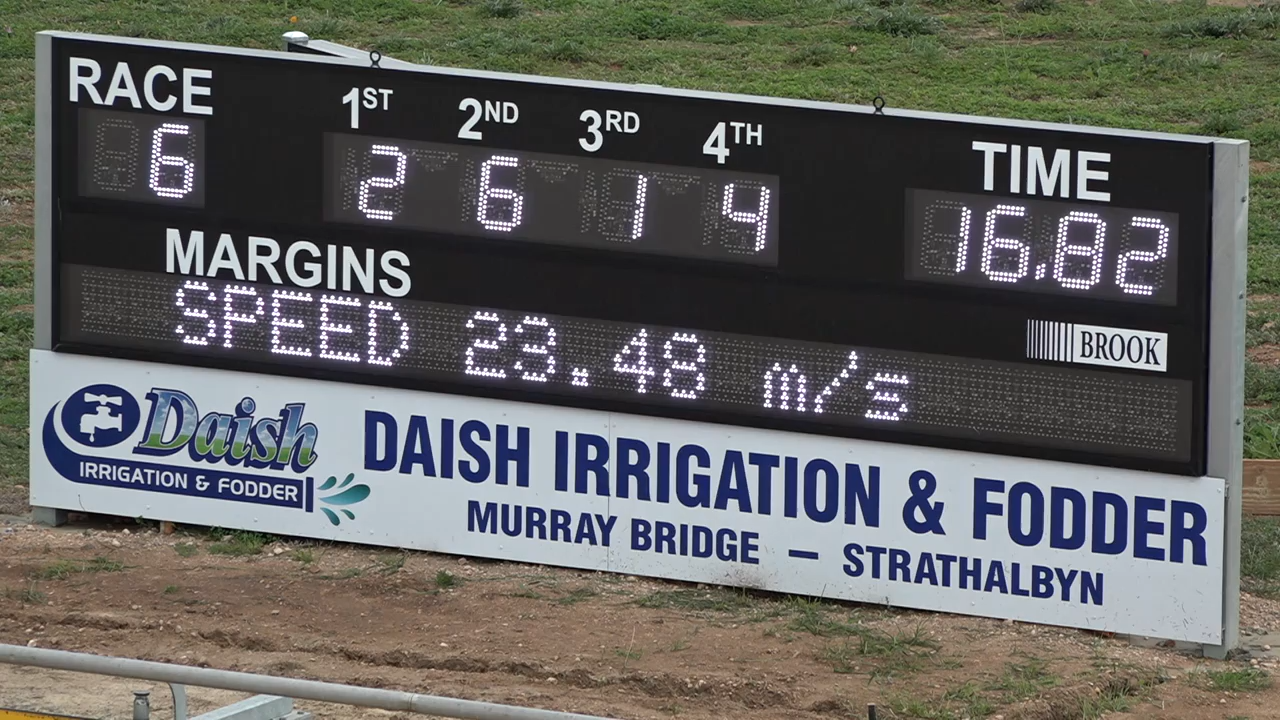 RACE 1ST 2ND 3RD 4TH TIME
6 2 6 1 4 16.82
MARGINS
SPEED 23.48 m/s
BROOK
Daish
IRRIGATION & FODDER
DAISH IRRIGATION & FODDER
MURRAY BRIDGE – STRATHALBYN